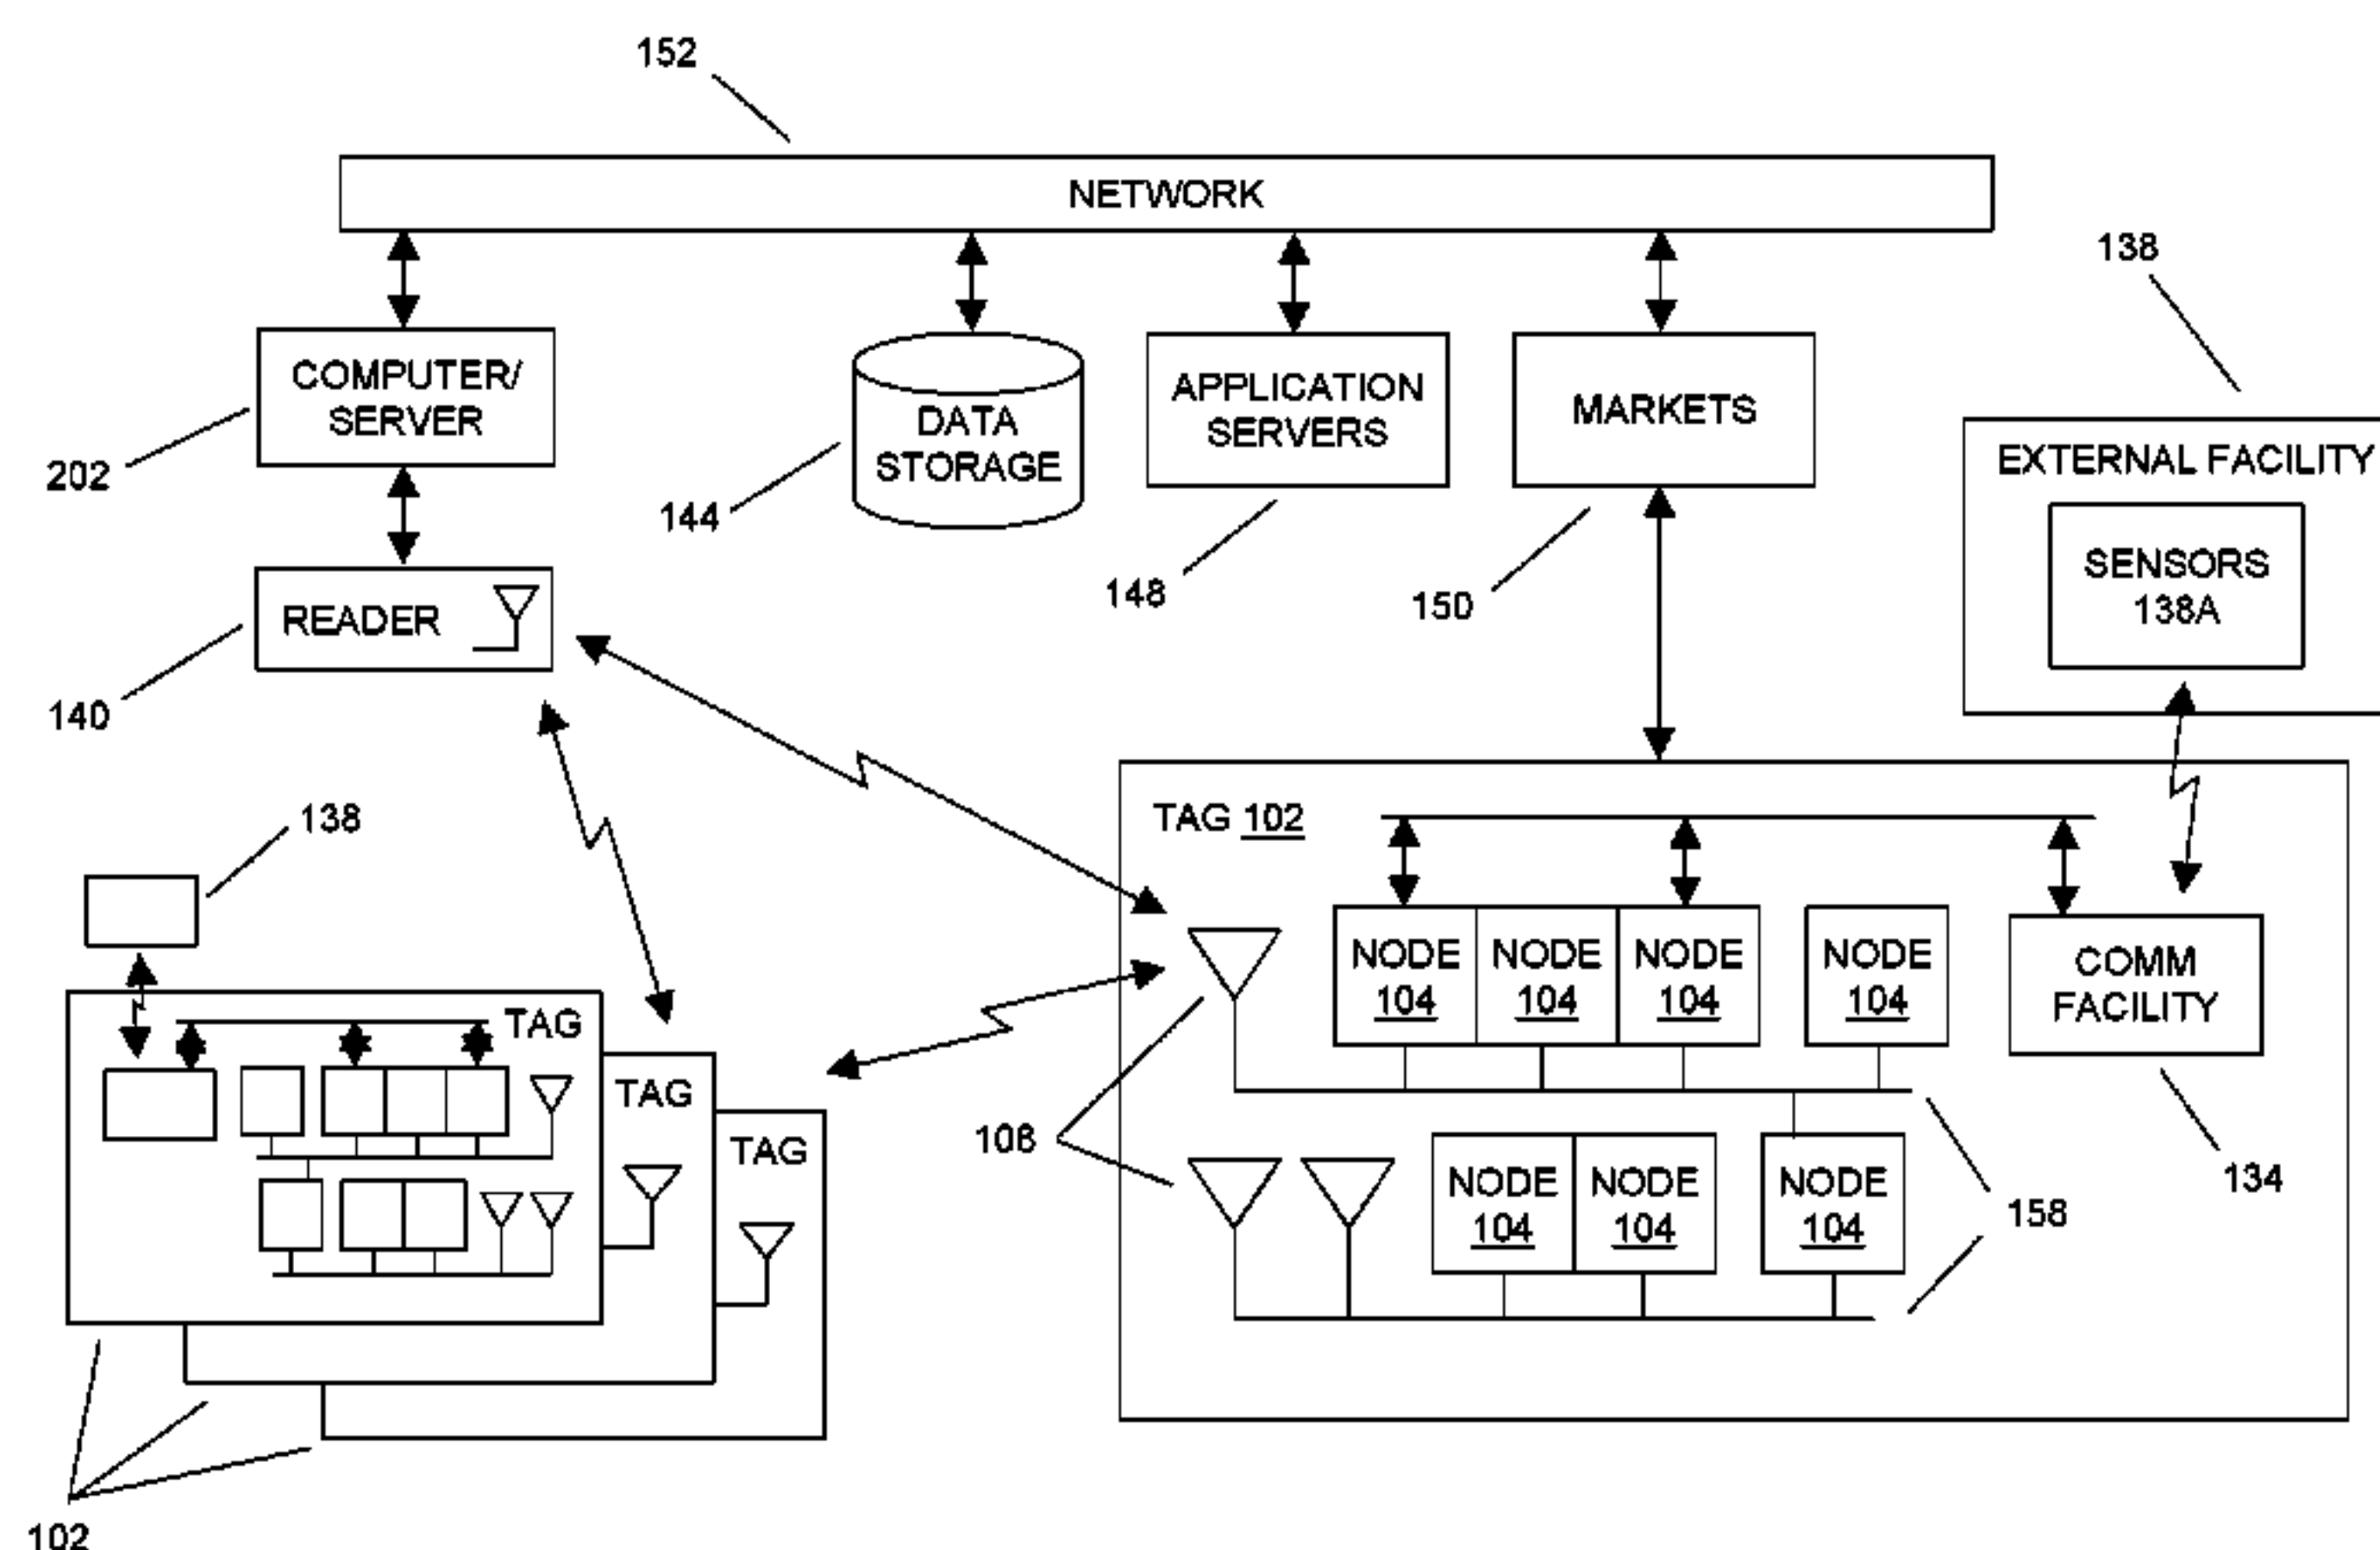 152
NETWORK
138
COMPUTER/
SERVER
202
DATA
STORAGE
144
APPLICATION
SERVERS
148
MARKETS
150
EXTERNAL FACILITY
SENSORS
138A
READER
140
138
TAG
TAG
TAG
102
TAG 102
NODE
104
NODE
104
NODE
104
NODE
104
COMM
FACILITY
134
108
NODE
104
NODE
104
NODE
104
158